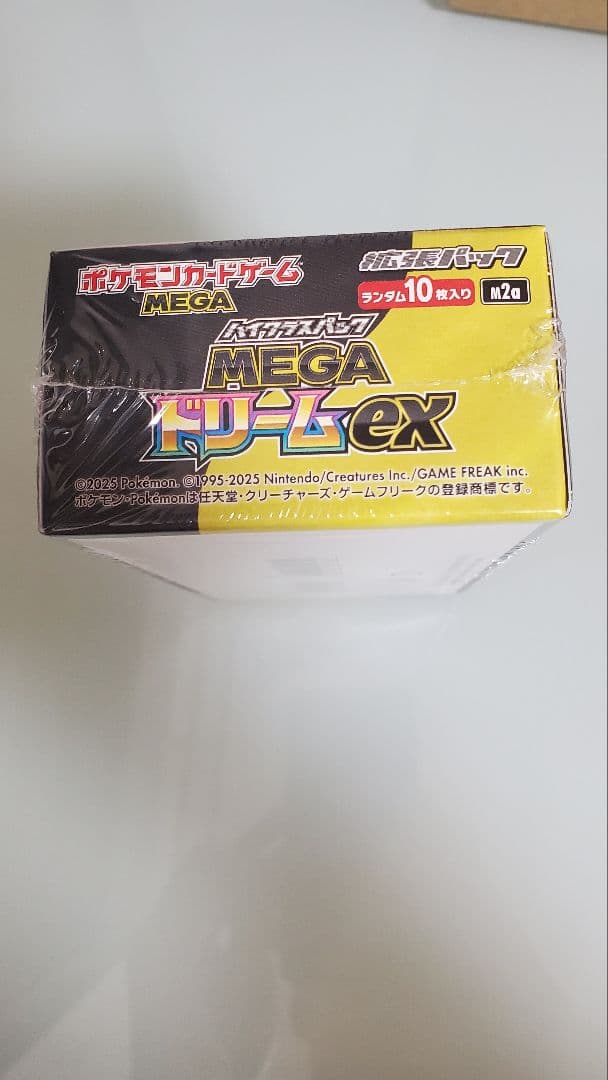 ポケモンカードゲーム
MEGA
拡張パック
ランダム10枚入り M2a
ハイクラスパック
MEGA
ドリームex
©2025 Pokémon. ©1995-2025 Nintendo/Creatures Inc./GAME FREAK inc.
ポケモン・Pokémonは任天堂・クリーチャーズ・ゲームフリークの登録商標です。